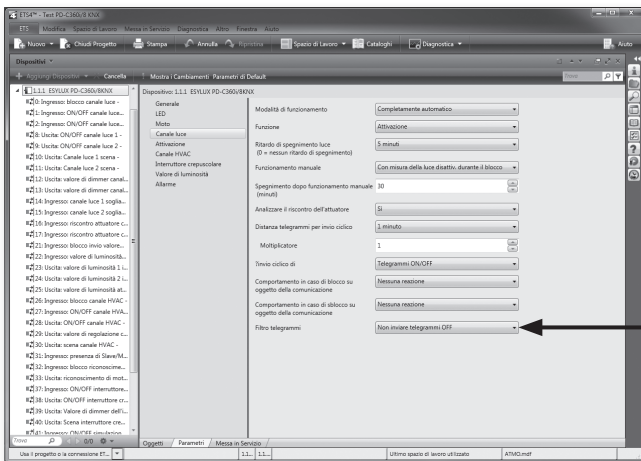 ETS4™ - Test PD-C360i/8 KNX
ETS Modifica Spazio di Lavoro Messa in Servizio Diagnostica Altro Finestra Aiuto
Nuovo Chiudi Progetto Stampa Annulla Ripristina Spazio di Lavoro Cataloghi Diagnostica Aiuto
Dispositivi
Aggiungi Dispositivi Cancella Mostra i Cambiamenti Parametri di Default Trova
1.1.1 ESYLUX PD-C360i/8KNX
0: Ingresso: blocco canale luce -
1: Ingresso: ON/OFF canale luce...
2: Ingresso: ON/OFF canale luce...
8: Uscita: ON/OFF canale luce 1 -
9: Uscita: ON/OFF canale luce 2 -
10: Uscita: Canale luce 1 scena -
11: Uscita: Canale luce 2 scena -
12: Uscita: valore di dimmer canal...
13: Uscita: valore di dimmer canal...
14: Ingresso: canale luce 1 soglia...
15: Ingresso: canale luce 2 soglia...
16: Ingresso: riscontro attuatore c...
17: Ingresso: riscontro attuatore c...
21: Ingresso: blocco invio valore...
22: Ingresso: valore di luminosità...
23: Uscita: valore di luminosità 1 i...
24: Uscita: valore di luminosità 2 i...
25: Uscita: valore di luminosità at...
26: Ingresso: blocco canale HVAC -
27: Ingresso: ON/OFF canale HVA...
28: Uscita: ON/OFF canale HVAC -
29: Uscita: valore di regolazione c...
30: Uscita: scena canale HVAC -
31: Ingresso: presenza di Slave/M...
32: Ingresso: blocco riconoscime...
33: Uscita: riconoscimento di mot...
37: Ingresso: ON/OFF interruttore...
38: Uscita: ON/OFF interruttore cr...
39: Uscita: Valore di dimmer dell'i...
40: Uscita: Scena interruttore cre...
41: Ingresso: ON/OFF simulazion...
Trova 0/0
Dispositivo: 1.1.1 ESYLUX PD-C360i/8KNX
Generale
LED
Moto
Canale luce
Attivazione
Canale HVAC
Interruttore crepuscolare
Valore di luminosità
Allarme
Modalità di funzionamento Completamente automatico
Funzione Attivazione
Ritardo di spegnimento luce
(0 = nessun ritardo di spegnimento) 5 minuti
Funzionamento manuale Con misura della luce disattiv. durante il blocco
Spegnimento dopo funzionamento manuale
(minuti) 30
Analizzare il riscontro dell'attuatore Sì
Distanza telegrammi per invio ciclico 1 minuto
Moltiplicatore 1
?invio ciclico di Telegrammi ON/OFF
Comportamento in caso di blocco su
oggetto della comunicazione Nessuna reazione
Comportamento in caso di sblocco su
oggetto della comunicazione Nessuna reazione
Filtro telegrammi Non inviare telegrammi OFF
Oggetti Parametri Messa in Servizio
Usa il progetto o la connessione ET... 1.1... 1.1... Ultimo spazio di lavoro utilizzato ATMO.mdf